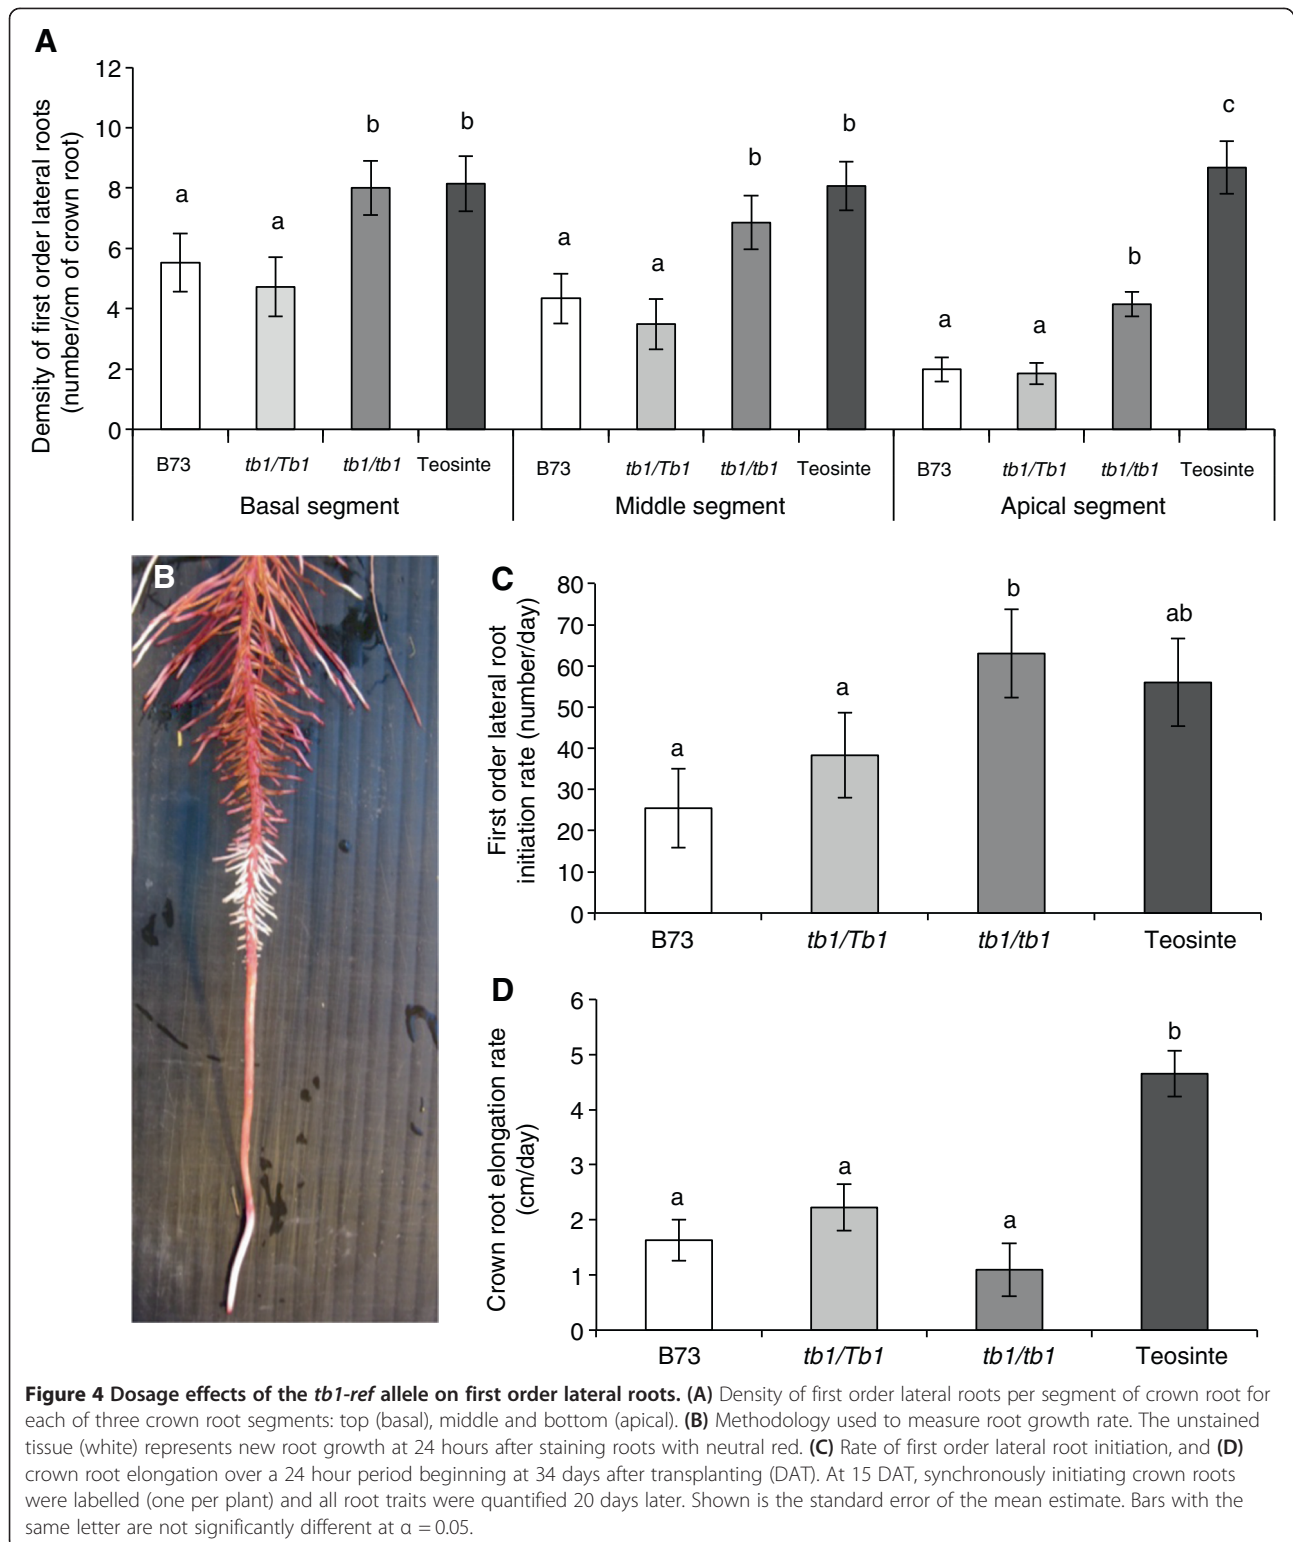 A
Demsity of first order lateral roots
(number/cm of crown root)
12
10
8
6
4
2
0
a
a
b
b
a
a
b
b
a
a
b
c
B73
tb1/Tb1
tb1/tb1
Teosinte
B73
tb1/Tb1
tb1/tb1
Teosinte
B73
tb1/Tb1
tb1/tb1
Teosinte
Basal segment
Middle segment
Apical segment
B
C
First order lateral root
initiation rate (number/day)
80
70
60
50
40
30
20
10
0
a
a
b
ab
B73
tb1/Tb1
tb1/tb1
Teosinte
D
Crown root elongation rate
(cm/day)
6
5
4
3
2
1
0
a
a
a
b
B73
tb1/Tb1
tb1/tb1
Teosinte
Figure 4 Dosage effects of the tb1-ref allele on first order lateral roots. (A) Density of first order lateral roots per segment of crown root for
each of three crown root segments: top (basal), middle and bottom (apical). (B) Methodology used to measure root growth rate. The unstained
tissue (white) represents new root growth at 24 hours after staining roots with neutral red. (C) Rate of first order lateral root initiation, and (D)
crown root elongation over a 24 hour period beginning at 34 days after transplanting (DAT). At 15 DAT, synchronously initiating crown roots
were labelled (one per plant) and all root traits were quantified 20 days later. Shown is the standard error of the mean estimate. Bars with the
same letter are not significantly different at α = 0.05.